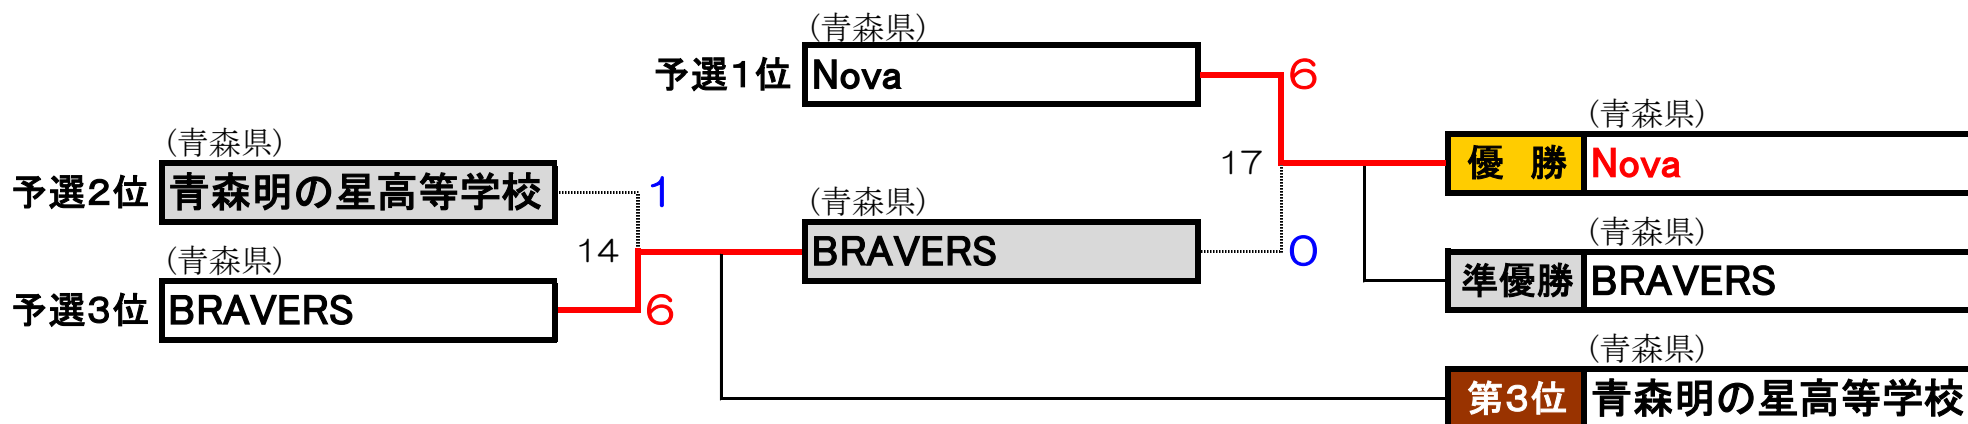 (青森県)
予選1位 Nova 6
(青森県)
(青森県)
17 優 勝 Nova
予選2位 青森明の星高等学校 1
(青森県)
(青森県)
14 BRAVERS 0
(青森県)
準優勝 BRAVERS
予選3位 BRAVERS 6
(青森県)
第3位 青森明の星高等学校